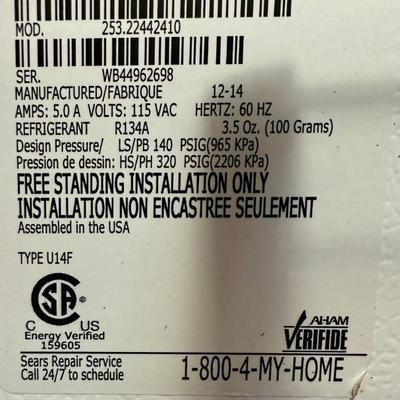 MOD. 253.22442410
SER. WB44962698
MANUFACTURED/FABRIQUE 12-14
AMPS: 5.0 A VOLTS: 115 VAC HERTZ: 60 HZ
REFRIGERANT R134A 3.5 Oz. (100 Grams)
Design Pressure/ LS/PB 140 PSIG(965 KPa)
Pression de dessin: HS/PH 320 PSIG(2206 KPa)
FREE STANDING INSTALLATION ONLY
INSTALLATION NON ENCASTREE SEULEMENT
Assembled in the USA
TYPE U14F
CSA
C US
Energy Verified
159605
AHAM
VERIFIDE
Sears Repair Service
Call 24/7 to schedule
1-800-4-MY-HOME